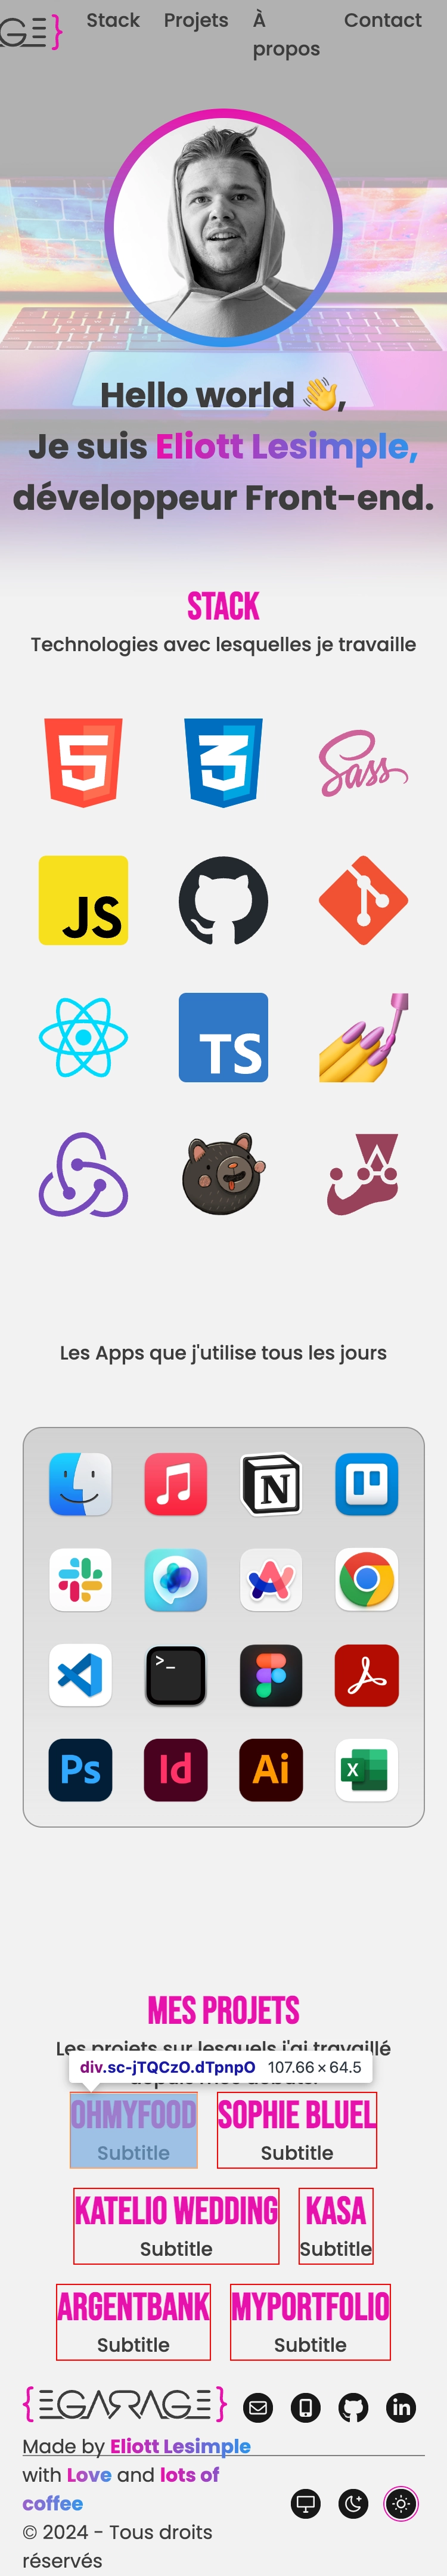 GE}
Stack Projets À propos Contact
Hello world 👋,
Je suis Eliott Lesimple,
développeur Front-end.
STACK
Technologies avec lesquelles je travaille
5 3 Sass
JS
TS
Les Apps que j'utilise tous les jours
N
>_
Ps Id Ai X
MES PROJETS
Les projets sur lesquels j'ai travaillé
depuis mes débuts.
div.sc-jTQCzO.dTpnpO 107.66 × 64.5
OHMYFOOD SOPHIE BLUEL
Subtitle Subtitle
KATELIO WEDDING KASA
Subtitle Subtitle
ARGENTBANK MYPORTFOLIO
Subtitle Subtitle
{EGARAGE} in
Made by Eliott Lesimple
with Love and lots of
coffee
© 2024 - Tous droits
réservés